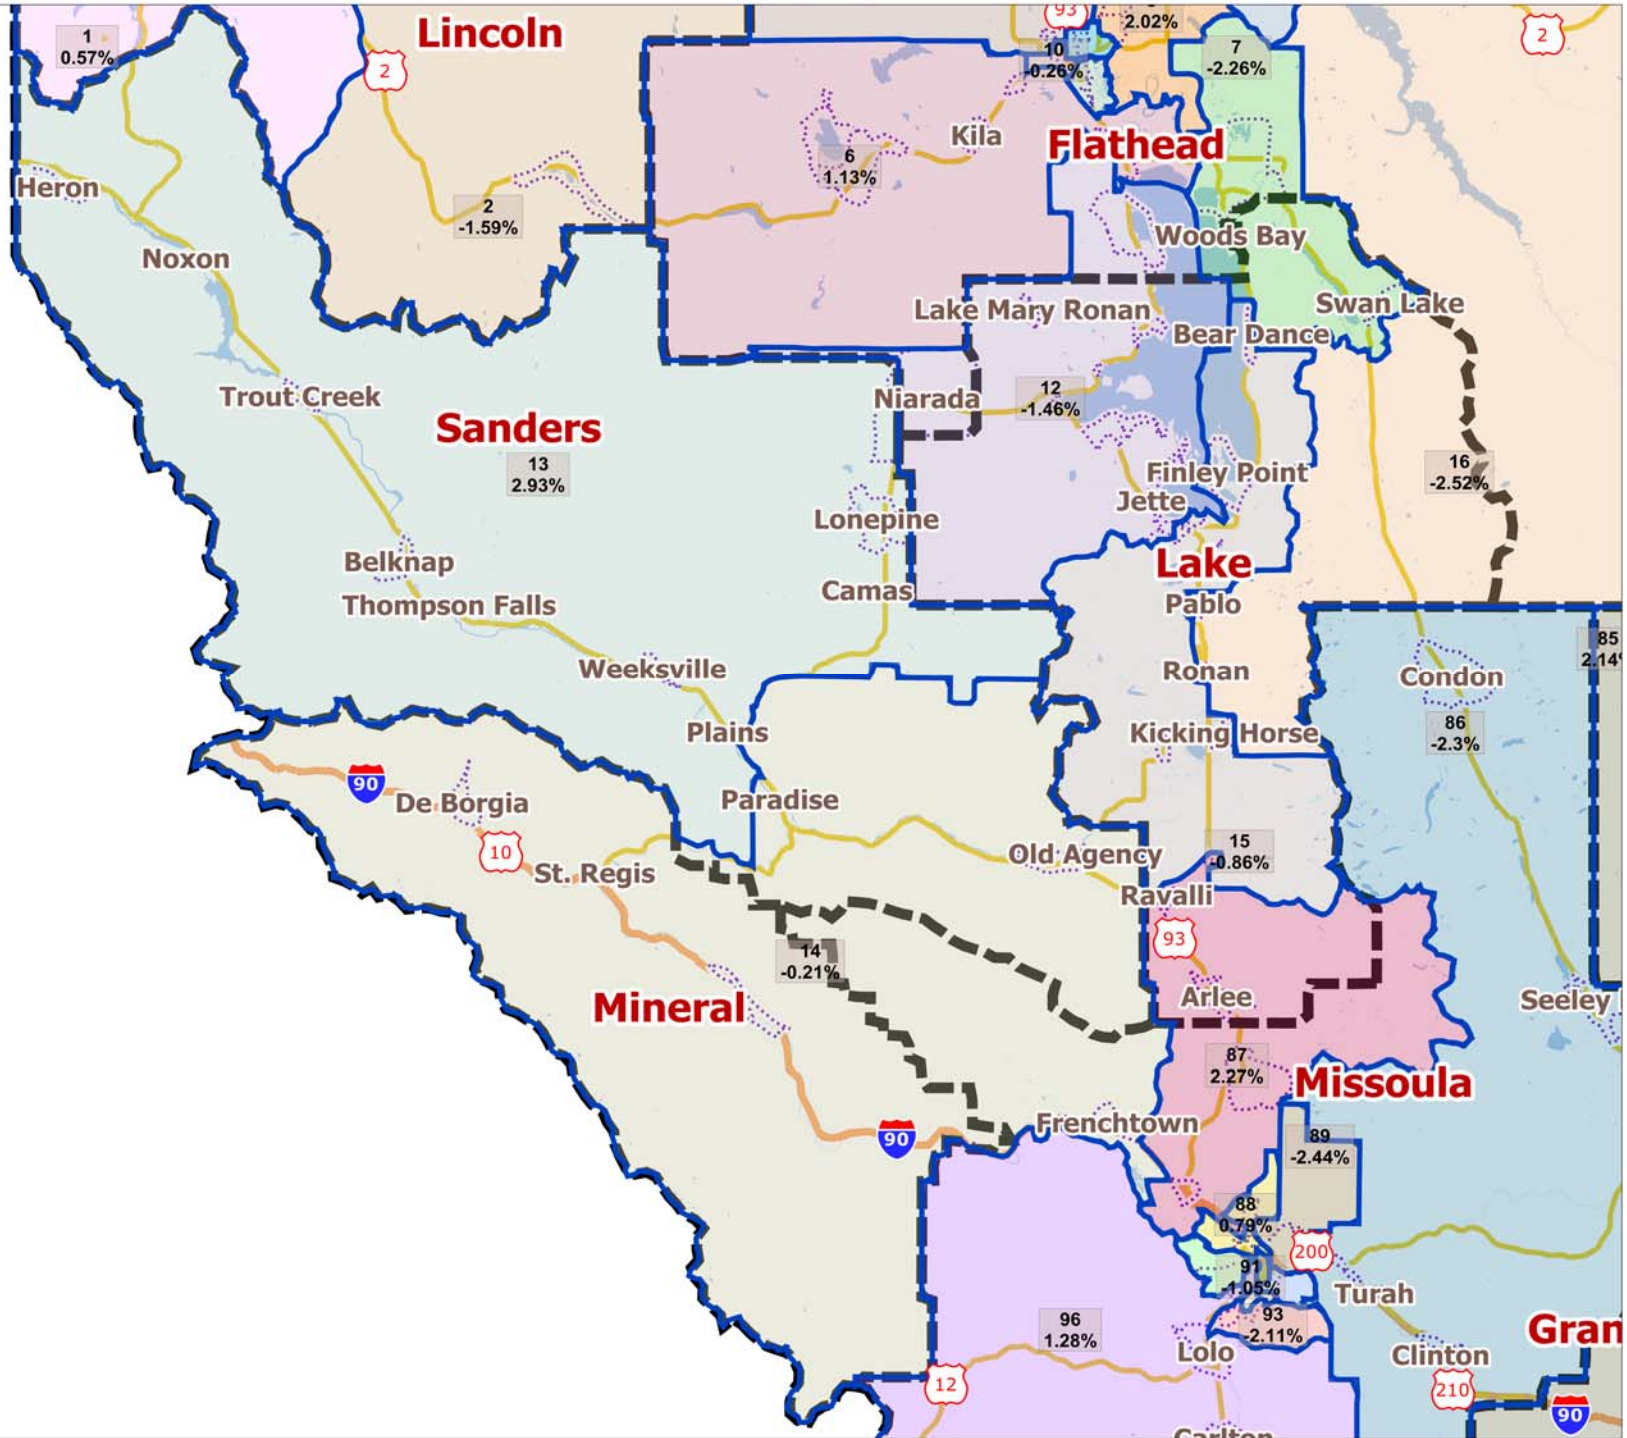 Lincoln
93
2.02%
1
0.57%
2
10
-0.26%
7
-2.26%
2
Kila
Flathead
6
1.13%
Heron
2
-1.59%
Noxon
Woods Bay
Lake Mary Ronan
Swan Lake
Bear Dance
Trout Creek
Niarada
12
-1.46%
Sanders
13
2.93%
Finley Point
16
-2.52%
Jette
Lonepine
Belknap
Lake
Camas
Thompson Falls
Pablo
85
2.14
Weeksville
Ronan
Condon
86
-2.3%
Plains
Kicking Horse
90
De Borgia
Paradise
10
St. Regis
Old Agency
15
-0.86%
Ravalli
93
14
-0.21%
Mineral
Arlee
Seeley
87
2.27%
Missoula
Frenchtown
90
89
-2.44%
88
0.79%
200
91
-1.05%
Turah
96
1.28%
93
-2.11%
Gran
Lolo
Clinton
12
210
90
Carlton